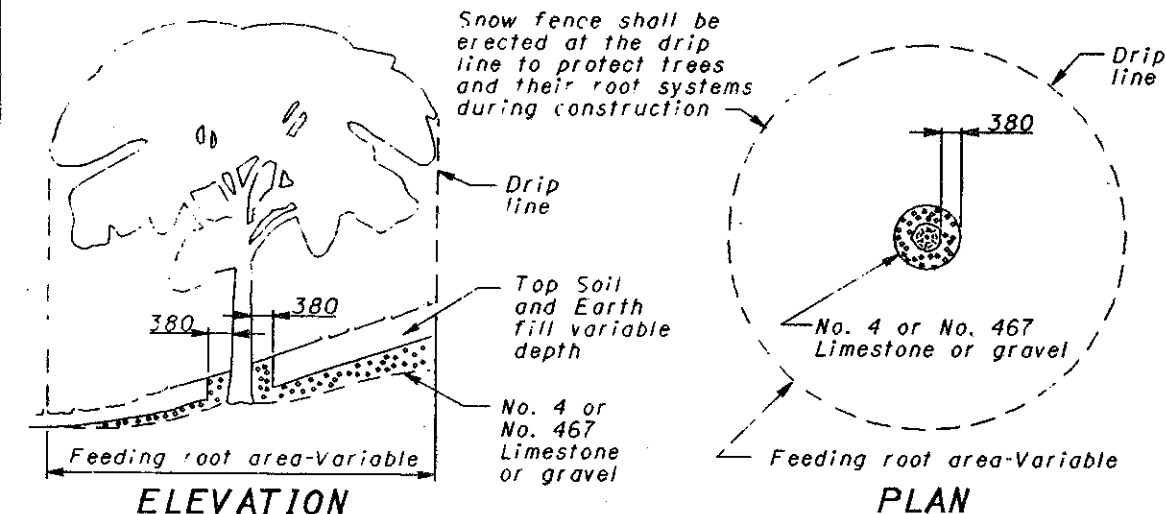 Snow fence shall be
erected at the drip
line to protect trees
and their root systems
during construction
Drip
line
380
Drip
line
Top Soil
and Earth
fill variable
depth
380
380
No. 4 or No. 467
Limestone or gravel
No. 4 or
No. 467
Limestone
or gravel
Feeding root area-Variable
Feeding root area-Variable
ELEVATION
PLAN